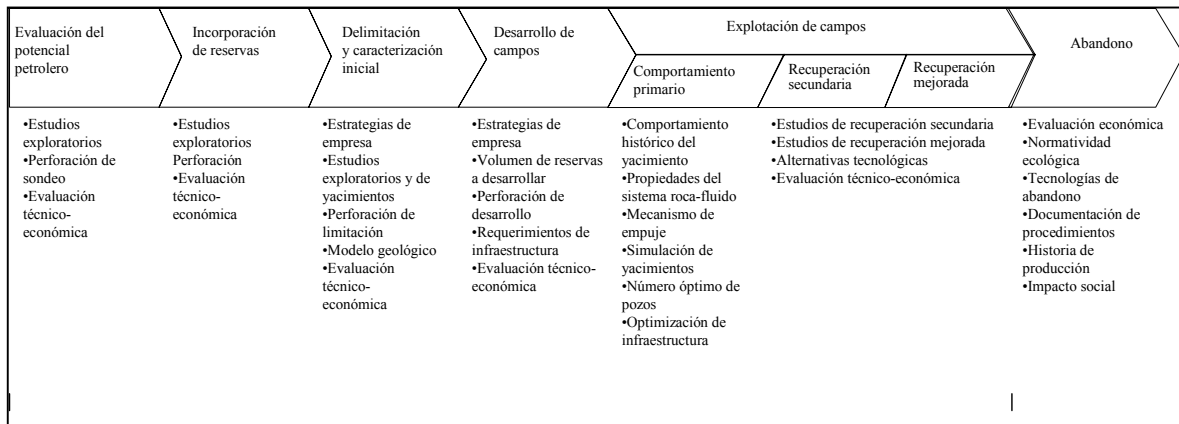 Evaluación del
potencial
petrolero
Incorporación
de reservas
Delimitación
y caracterización
inicial
Desarrollo de
campos
Explotación de campos
Comportamiento
primario
Recuperación
secundaria
Recuperación
mejorada
Abandono
•Estudios
exploratorios
•Perforación de
sondeo
•Evaluación
técnico-
económica
•Estudios
exploratorios
Perforación
•Evaluación
técnico-
económica
•Estrategias de
empresa
•Estudios
exploratorios y de
yacimientos
•Perforación de
limitación
•Modelo geológico
•Evaluación
técnico-
económica
•Estrategias de
empresa
•Volumen de reservas
a desarrollar
•Perforación de
desarrollo
•Requerimientos de
infraestructura
•Evaluación técnico-
económica
•Comportamiento
histórico del
yacimiento
•Propiedades del
sistema roca-fluido
•Mecanismo de
empuje
•Simulación de
yacimientos
•Número óptimo de
pozos
•Optimización de
infraestructura
•Estudios de recuperación secundaria
•Estudios de recuperación mejorada
•Alternativas tecnológicas
•Evaluación técnico-económica
•Evaluación económica
•Normatividad
ecológica
•Tecnologías de
abandono
•Documentación de
procedimientos
•Historia de
producción
•Impacto social